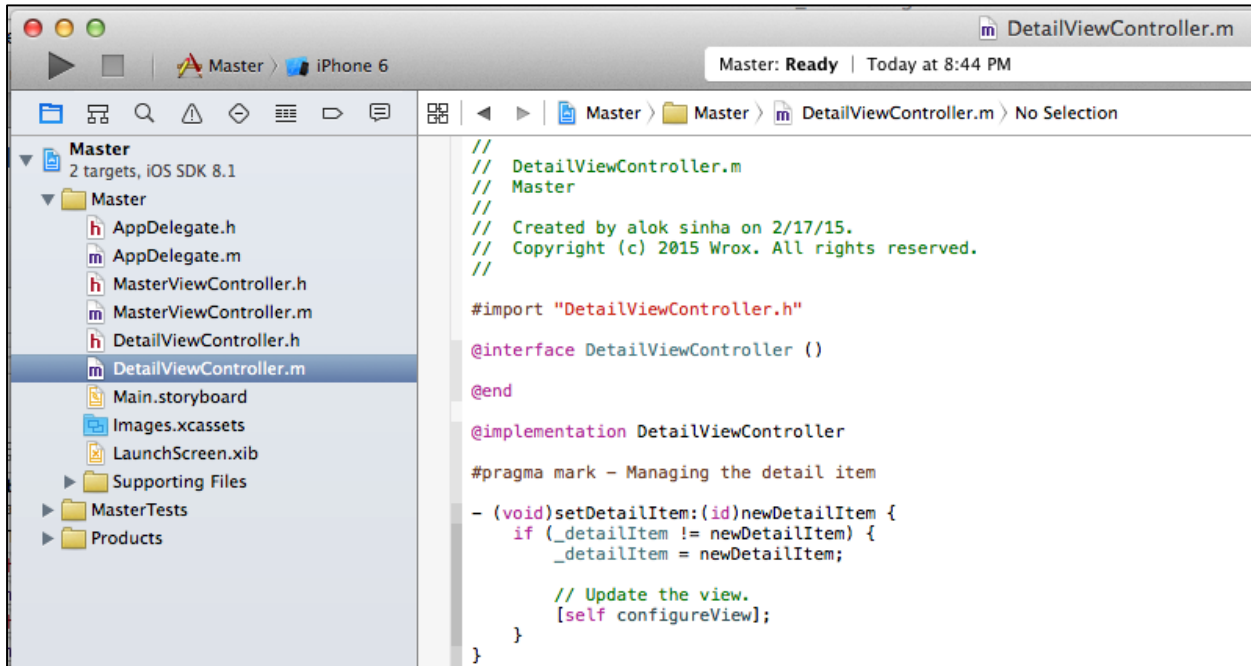 DetailViewController.m
Master 〉 iPhone 6
Master: Ready | Today at 8:44 PM
Master 〉 Master 〉 DetailViewController.m 〉 No Selection
Master
2 targets, iOS SDK 8.1
Master
AppDelegate.h
AppDelegate.m
MasterViewController.h
MasterViewController.m
DetailViewController.h
DetailViewController.m
Main.storyboard
Images.xcassets
LaunchScreen.xib
Supporting Files
MasterTests
Products
//
//  DetailViewController.m
//  Master
//
//  Created by alok sinha on 2/17/15.
//  Copyright (c) 2015 Wrox. All rights reserved.
//
#import "DetailViewController.h"
@interface DetailViewController ()
@end
@implementation DetailViewController
#pragma mark - Managing the detail item
- (void)setDetailItem:(id)newDetailItem {
    if (_detailItem != newDetailItem) {
        _detailItem = newDetailItem;
        // Update the view.
        [self configureView];
    }
}